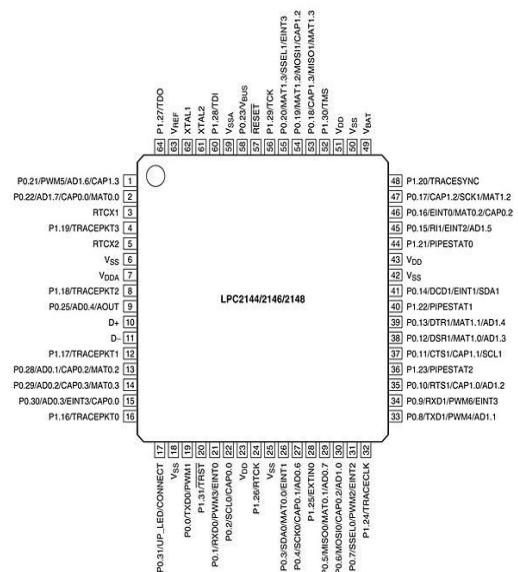 P1.27/TDO
VREF
XTAL1
XTAL2
P1.28/TDI
VSSA
P0.23/VBUS
RESET
P1.29/TCK
P0.20/MAT1.3/SSEL1/EINT3
P0.19/MAT1.2/MOSI1/CAP1.2
P0.18/CAP1.3/MISO1/MAT1.3
P1.30/TMS
VDD
VSS
VBAT
64 63 62 61 60 59 58 57 56 55 54 53 52 51 50 49
P0.21/PWM5/AD1.6/CAP1.3 1
P0.22/AD1.7/CAP0.0/MAT0.0 2
RTCX1 3
P1.19/TRACEPKT3 4
RTCX2 5
VSS 6
VDDA 7
P1.18/TRACEPKT2 8
P0.25/AD0.4/AOUT 9
D+ 10
D− 11
P1.17/TRACEPKT1 12
P0.28/AD0.1/CAP0.2/MAT0.2 13
P0.29/AD0.2/CAP0.3/MAT0.3 14
P0.30/AD0.3/EINT3/CAP0.0 15
P1.16/TRACEPKT0 16
LPC2144/2146/2148
48 P1.20/TRACESYNC
47 P0.17/CAP1.2/SCK1/MAT1.2
46 P0.16/EINT0/MAT0.2/CAP0.2
45 P0.15/RI1/EINT2/AD1.5
44 P1.21/PIPESTAT0
43 VDD
42 VSS
41 P0.14/DCD1/EINT1/SDA1
40 P1.22/PIPESTAT1
39 P0.13/DTR1/MAT1.1/AD1.4
38 P0.12/DSR1/MAT1.0/AD1.3
37 P0.11/CTS1/CAP1.1/SCL1
36 P1.23/PIPESTAT2
35 P0.10/RTS1/CAP1.0/AD1.2
34 P0.9/RXD1/PWM6/EINT3
33 P0.8/TXD1/PWM4/AD1.1
17 18 19 20 21 22 23 24 25 26 27 28 29 30 31 32
P0.31/UP_LED/CONNECT
VSS
P0.0/TXD0/PWM1
P1.31/TRST
P0.1/RXD0/PWM3/EINT0
P0.2/SCL0/CAP0.0
VDD
P1.26/RTCK
VSS
P0.3/SDA0/MAT0.0/EINT1
P0.4/SCK0/CAP0.1/AD0.6
P1.25/EXTIN0
P0.5/MISO0/MAT0.1/AD0.7
P0.6/MOSI0/CAP0.2/AD1.0
P0.7/SSEL0/PWM2/EINT2
P1.24/TRACECLK